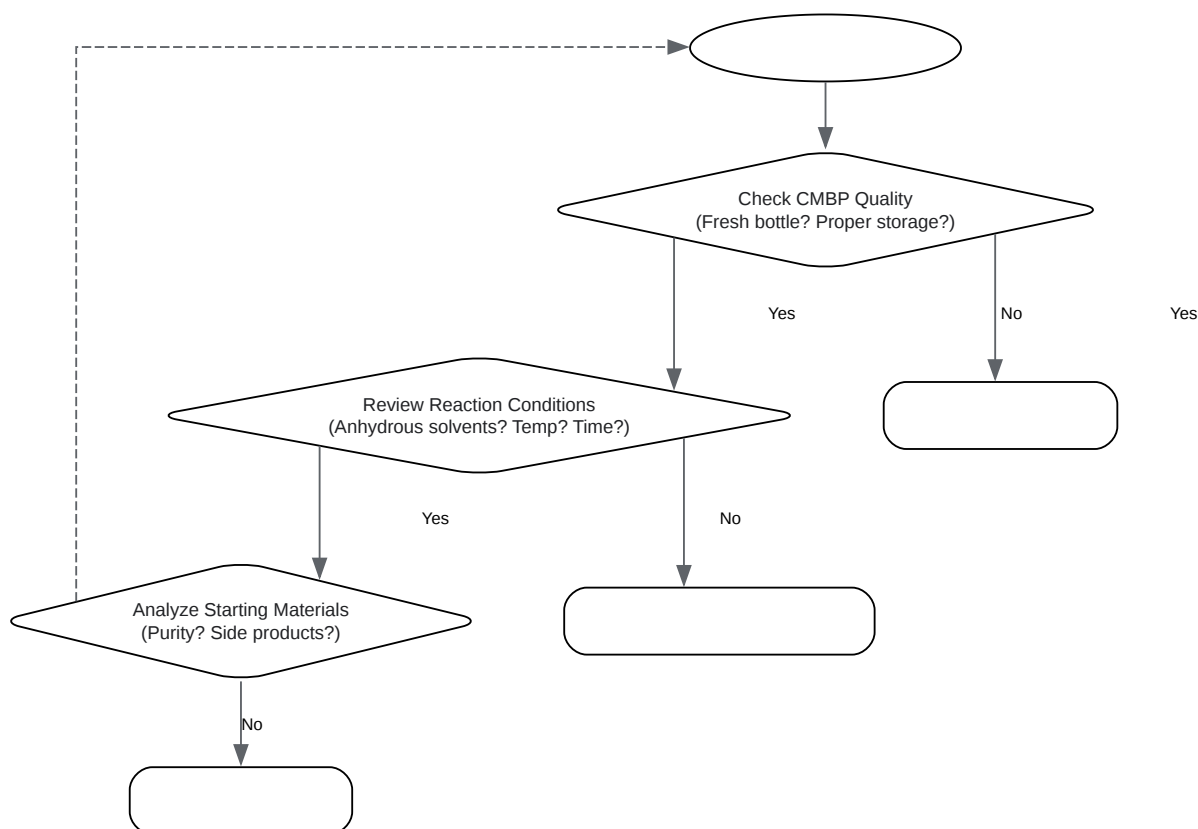 Check CMBP Quality
(Fresh bottle? Proper storage?)
Yes
No
Yes
Review Reaction Conditions
(Anhydrous solvents? Temp? Time?)
Yes
No
Analyze Starting Materials
(Purity? Side products?)
No